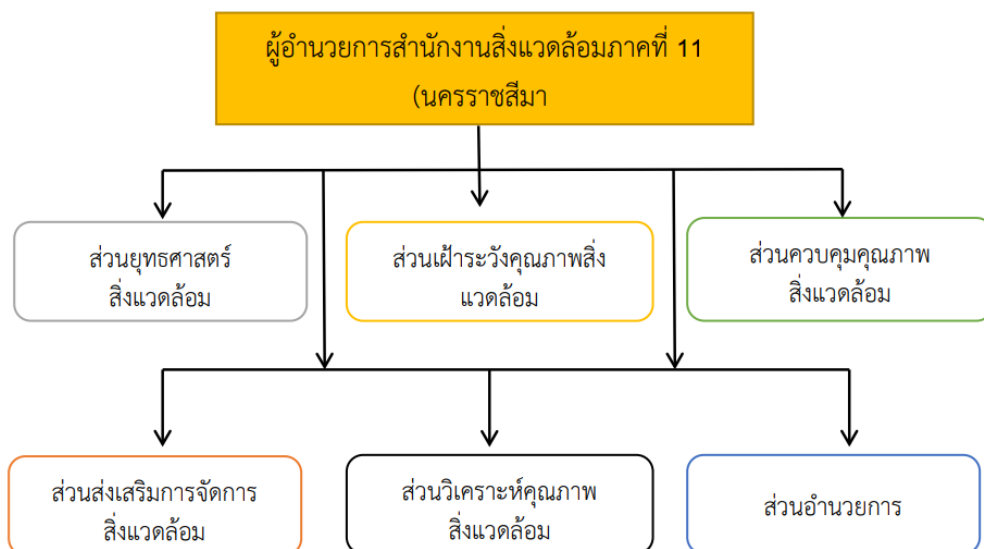 ผู้อำนวยการสำนักงานสิ่งแวดล้อมภาคที่ 11
(นครราชสีมา
ส่วนยุทธศาสตร์
สิ่งแวดล้อม
ส่วนเฝ้าระวังคุณภาพสิ่ง
แวดล้อม
ส่วนควบคุมคุณภาพ
สิ่งแวดล้อม
ส่วนส่งเสริมการจัดการ
สิ่งแวดล้อม
ส่วนวิเคราะห์คุณภาพ
สิ่งแวดล้อม
ส่วนอำนวยการ